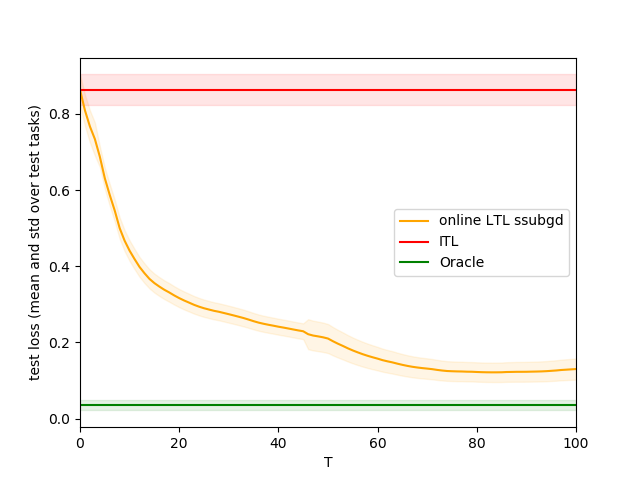 test loss (mean and std over test tasks)
0.8
0.6
0.4
0.2
0.0
online LTL ssubgd
ITL
Oracle
0 20 40 60 80 100
T